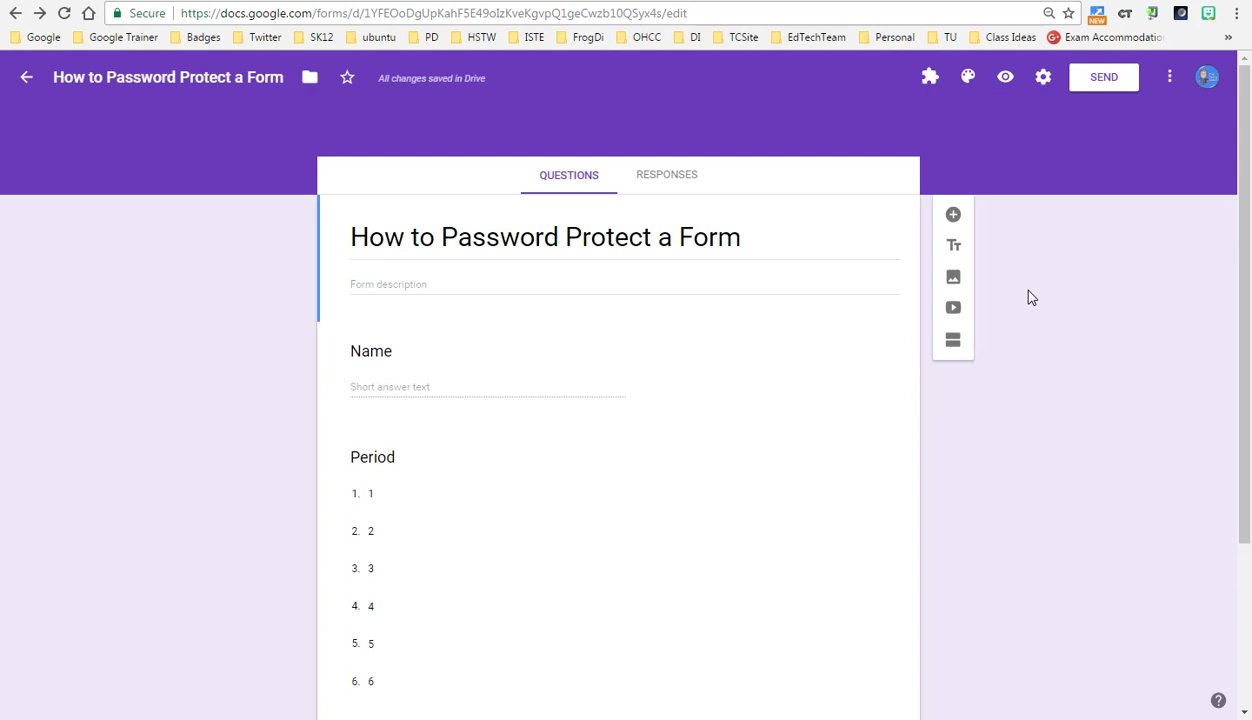 Secure https://docs.google.com/forms/d/1YFEOoDgUpKahF5E49oIzKveKgvpQ1geCwzb10QSyx4s/edit
NEW CT
Google Google Trainer Badges Twitter SK12 ubuntu PD HSTW ISTE FrogDi OHCC DI TCSite EdTechTeam Personal TU Class Ideas G+ Exam Accommodatio »
How to Password Protect a Form All changes saved in Drive SEND
QUESTIONS RESPONSES
How to Password Protect a Form
Form description
Name
Short answer text
Period
1. 1
2. 2
3. 3
4. 4
5. 5
6. 6